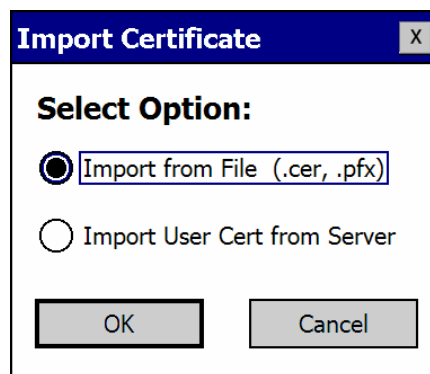 Import Certificate X
Select Option:
Import from File (.cer, .pfx)
Import User Cert from Server
OK Cancel